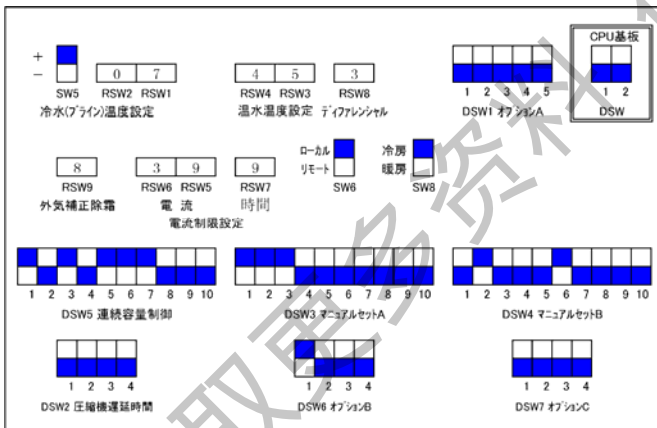 CPU基板
+
−
0 7
4 5
3
SW5 RSW2 RSW1
RSW4 RSW3
RSW8
1 2 3 4 5
1 2
冷水(ブライン)温度設定
温水温度設定 ディファレンシャル
DSW1 オプションA
DSW
ローカル
リモート
冷房
暖房
8
3 9
9
SW6
SW8
RSW9
RSW6 RSW5
RSW7
外気補正除霜
電 流
時間
電流制限設定
1 2 3 4 5 6 7 8 9 10
1 2 3 4 5 6 7 8 9 10
1 2 3 4 5 6 7 8 9 10
DSW5 連続容量制御
DSW3 マニュアルセットA
DSW4 マニュアルセットB
1 2 3 4
1 2 3 4
1 2 3 4
DSW2 圧縮機遅延時間
DSW6 オプションB
DSW7 オプションC
取更多资料